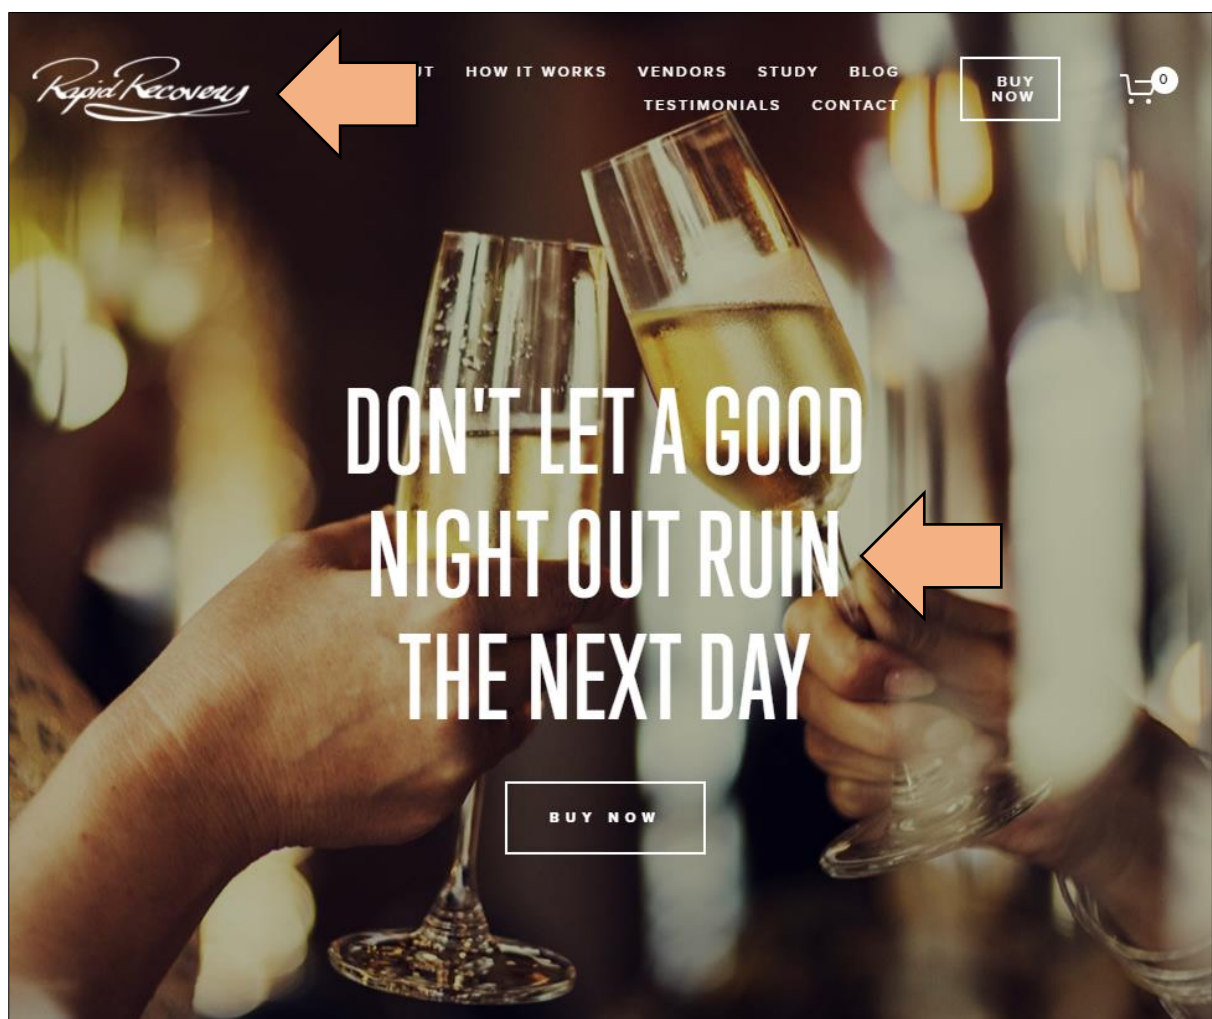 Rapid Recovery
HOW IT WORKS VENDORS STUDY BLOG
TESTIMONIALS CONTACT
BUY
NOW
0
DON'T LET A GOOD
NIGHT OUT RUIN
THE NEXT DAY
BUY NOW